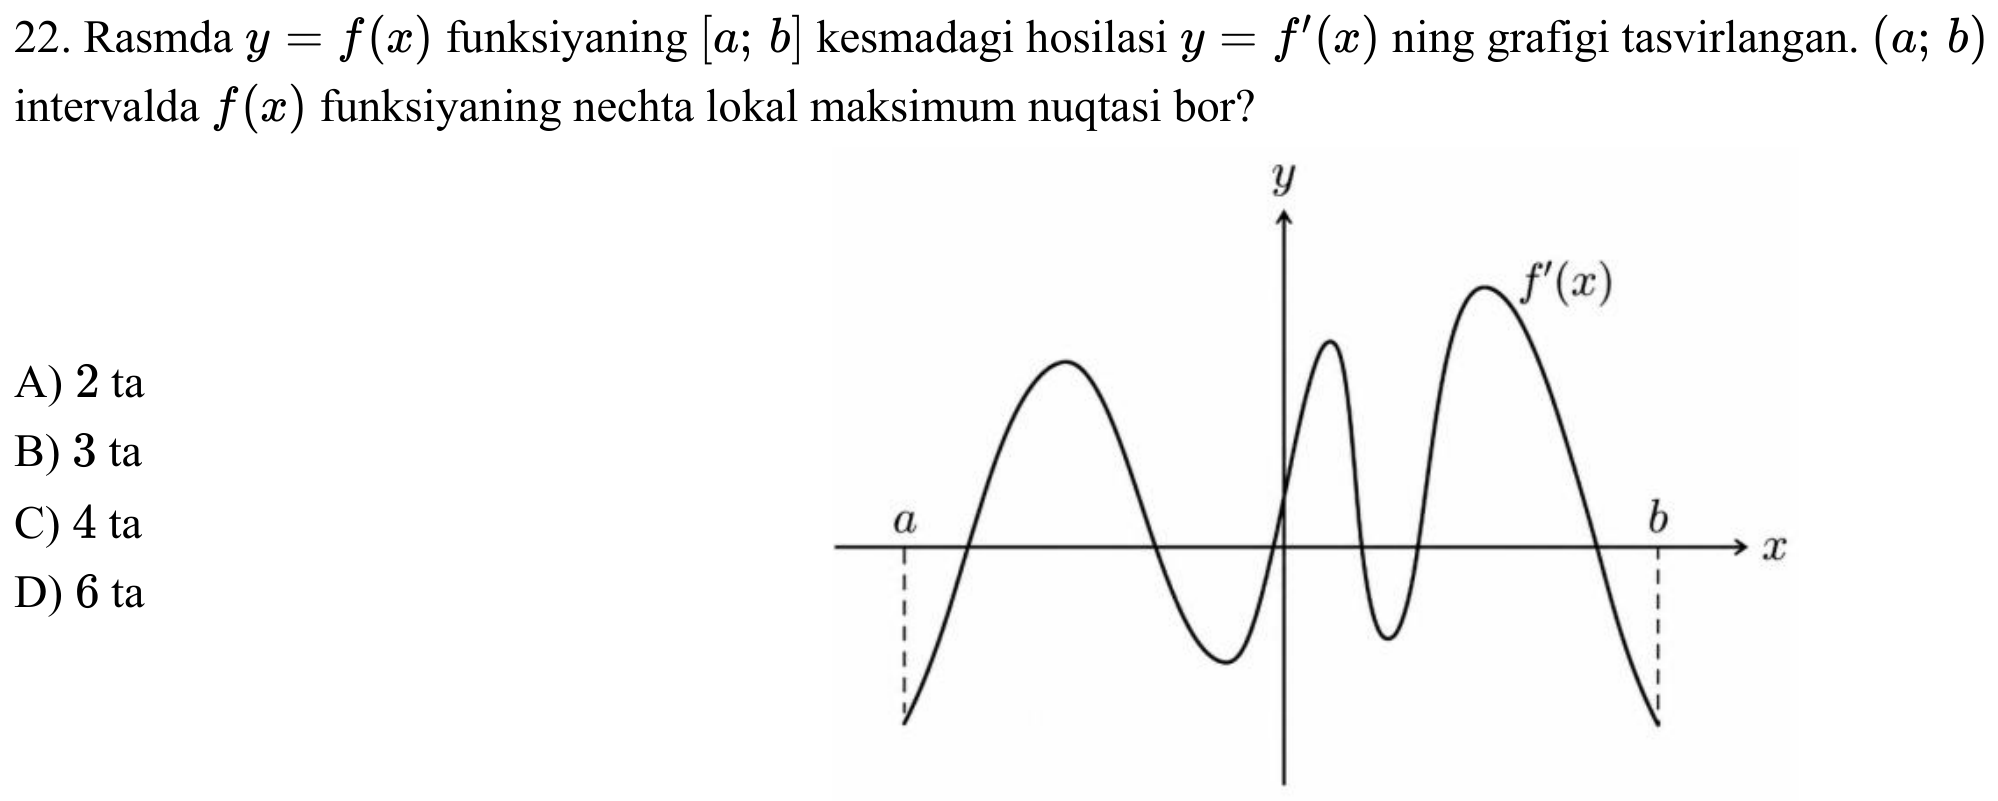 22. Rasmda y = f(x) funksiyaning [a; b] kesmadagi hosilasi y = f′(x) ning grafigi tasvirlangan. (a; b)
intervalda f(x) funksiyaning nechta lokal maksimum nuqtasi bor?
y
f′(x)
A) 2 ta
B) 3 ta
C) 4 ta
D) 6 ta
a
b
x